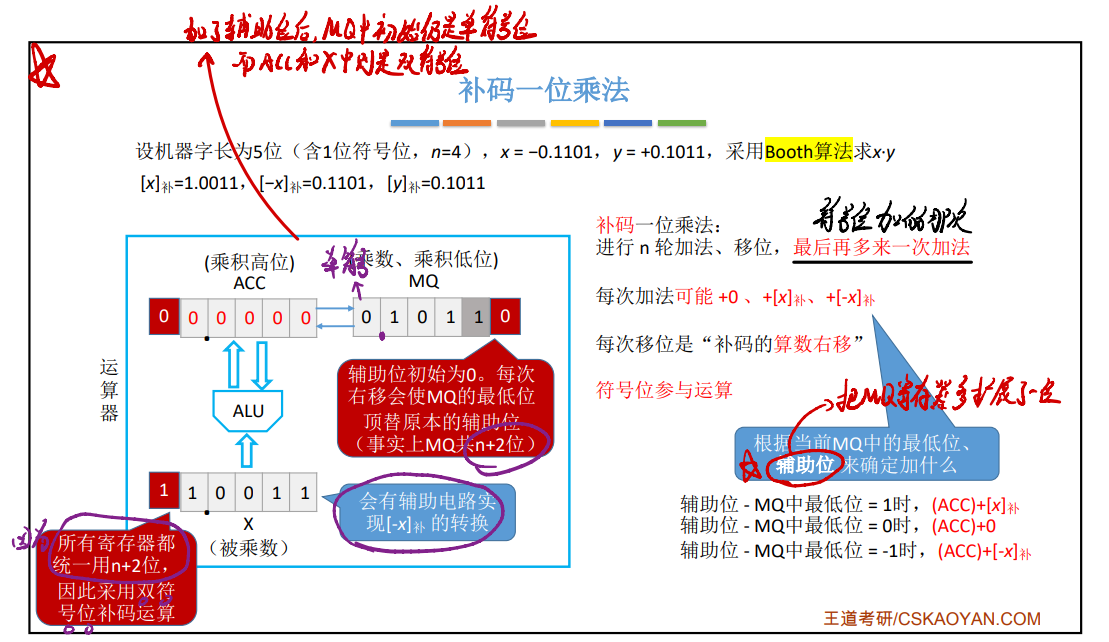 加了辅助位后，MQ中初始仍是单符号位
而ACC和X中则是双符号位
补码一位乘法
设机器字长为5位（含1位符号位，n=4），x = −0.1101，y = +0.1011，采用Booth算法求x·y
[x]补=1.0011，[−x]补=0.1101，[y]补=0.1011
补码一位乘法：
符号位加的那次
进行 n 轮加法、移位，最后再多来一次加法
每次加法可能 +0 、+[x]补、+[-x]补
每次移位是“补码的算数右移”
符号位参与运算
把MQ寄存器多扩展了一位
根据当前MQ中的最低位、
辅助位 来确定加什么
辅助位 - MQ中最低位 = 1时，(ACC)+[x]补
辅助位 - MQ中最低位 = 0时，(ACC)+0
辅助位 - MQ中最低位 = -1时，(ACC)+[-x]补
(乘积高位)
ACC
乘数、乘积低位)
MQ
0 0 0 0 0 0
0 1 0 1 1 0
运算器
ALU
辅助位初始为0。每次
右移会使MQ的最低位
顶替原本的辅助位
（事实上MQ共n+2位）
1 1 0 0 1 1
X
（被乘数）
会有辅助电路实
现[-x]补 的转换
因为
所有寄存器都
统一用n+2位，
因此采用双符
号位补码运算
王道考研/CSKAOYAN.COM